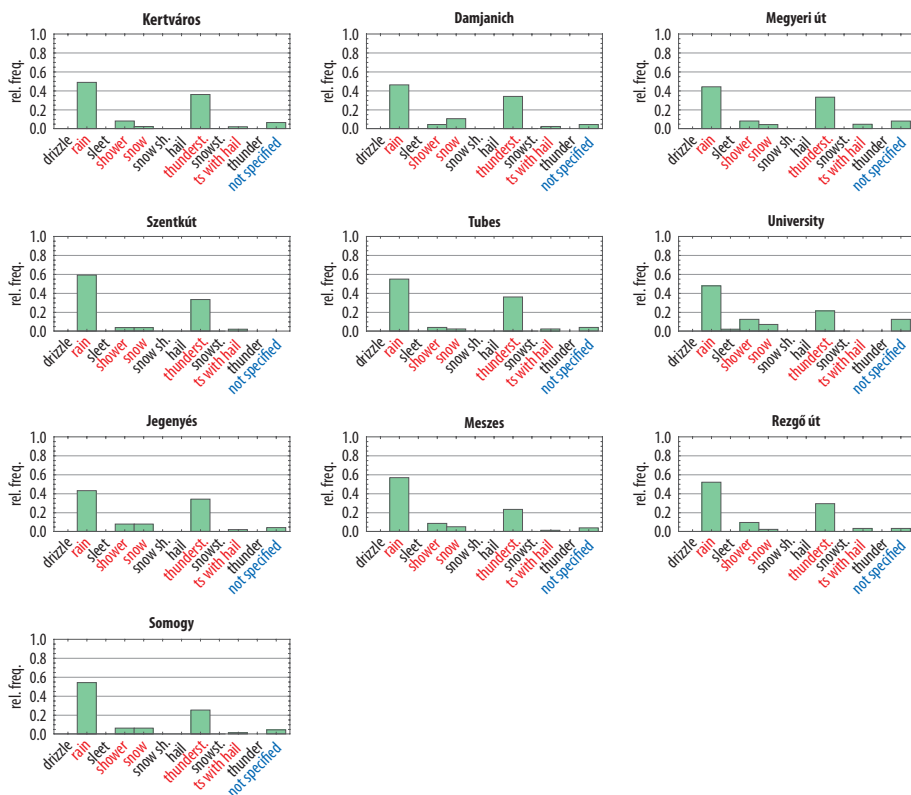 Kertváros
1.0
0.8
0.6
0.4
0.2
0.0
rel. freq.
drizzle
rain
sleet
shower
snow
snow sh.
hail
thunderst.
snowst.
ts with hail
thunder
not specified
Damjanich
1.0
0.8
0.6
0.4
0.2
0.0
rel. freq.
drizzle
rain
sleet
shower
snow
snow sh.
hail
thunderst.
snowst.
ts with hail
thunder
not specified
Megyeri út
1.0
0.8
0.6
0.4
0.2
0.0
rel. freq.
drizzle
rain
sleet
shower
snow
snow sh.
hail
thunderst.
snowst.
ts with hail
thunder
not specified
Szentkút
1.0
0.8
0.6
0.4
0.2
0.0
rel. freq.
drizzle
rain
sleet
shower
snow
snow sh.
hail
thunderst.
snowst.
ts with hail
thunder
not specified
Tubes
1.0
0.8
0.6
0.4
0.2
0.0
rel. freq.
drizzle
rain
sleet
shower
snow
snow sh.
hail
thunderst.
snowst.
ts with hail
thunder
not specified
University
1.0
0.8
0.6
0.4
0.2
0.0
rel. freq.
drizzle
rain
sleet
shower
snow
snow sh.
hail
thunderst.
snowst.
ts with hail
thunder
not specified
Jegenyés
1.0
0.8
0.6
0.4
0.2
0.0
rel. freq.
drizzle
rain
sleet
shower
snow
snow sh.
hail
thunderst.
snowst.
ts with hail
thunder
not specified
Meszes
1.0
0.8
0.6
0.4
0.2
0.0
rel. freq.
drizzle
rain
sleet
shower
snow
snow sh.
hail
thunderst.
snowst.
ts with hail
thunder
not specified
Rezgő út
1.0
0.8
0.6
0.4
0.2
0.0
rel. freq.
drizzle
rain
sleet
shower
snow
snow sh.
hail
thunderst.
snowst.
ts with hail
thunder
not specified
Somogy
1.0
0.8
0.6
0.4
0.2
0.0
rel. freq.
drizzle
rain
sleet
shower
snow
snow sh.
hail
thunderst.
snowst.
ts with hail
thunder
not specified